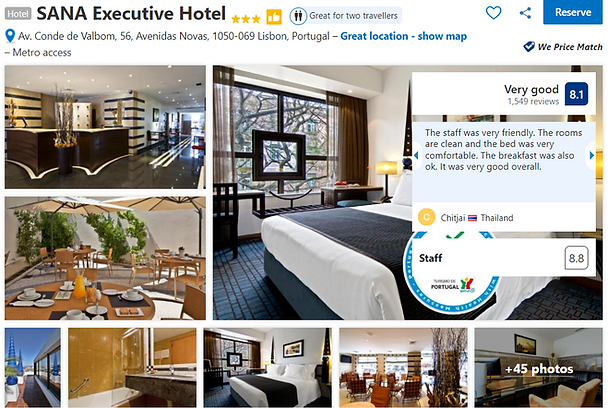 Hotel SANA Executive Hotel
Great for two travellers
Reserve
Av. Conde de Valbom, 56, Avenidas Novas, 1050-069 Lisbon, Portugal – Great location - show map
– Metro access
We Price Match
Very good
1,549 reviews
8.1
The staff was very friendly. The rooms
are clean and the bed was very
comfortable. The breakfast was also
ok. It was very good overall.
C Chitjai Thailand
Staff
8.8
TURISMO DE
PORTUGAL
+45 photos